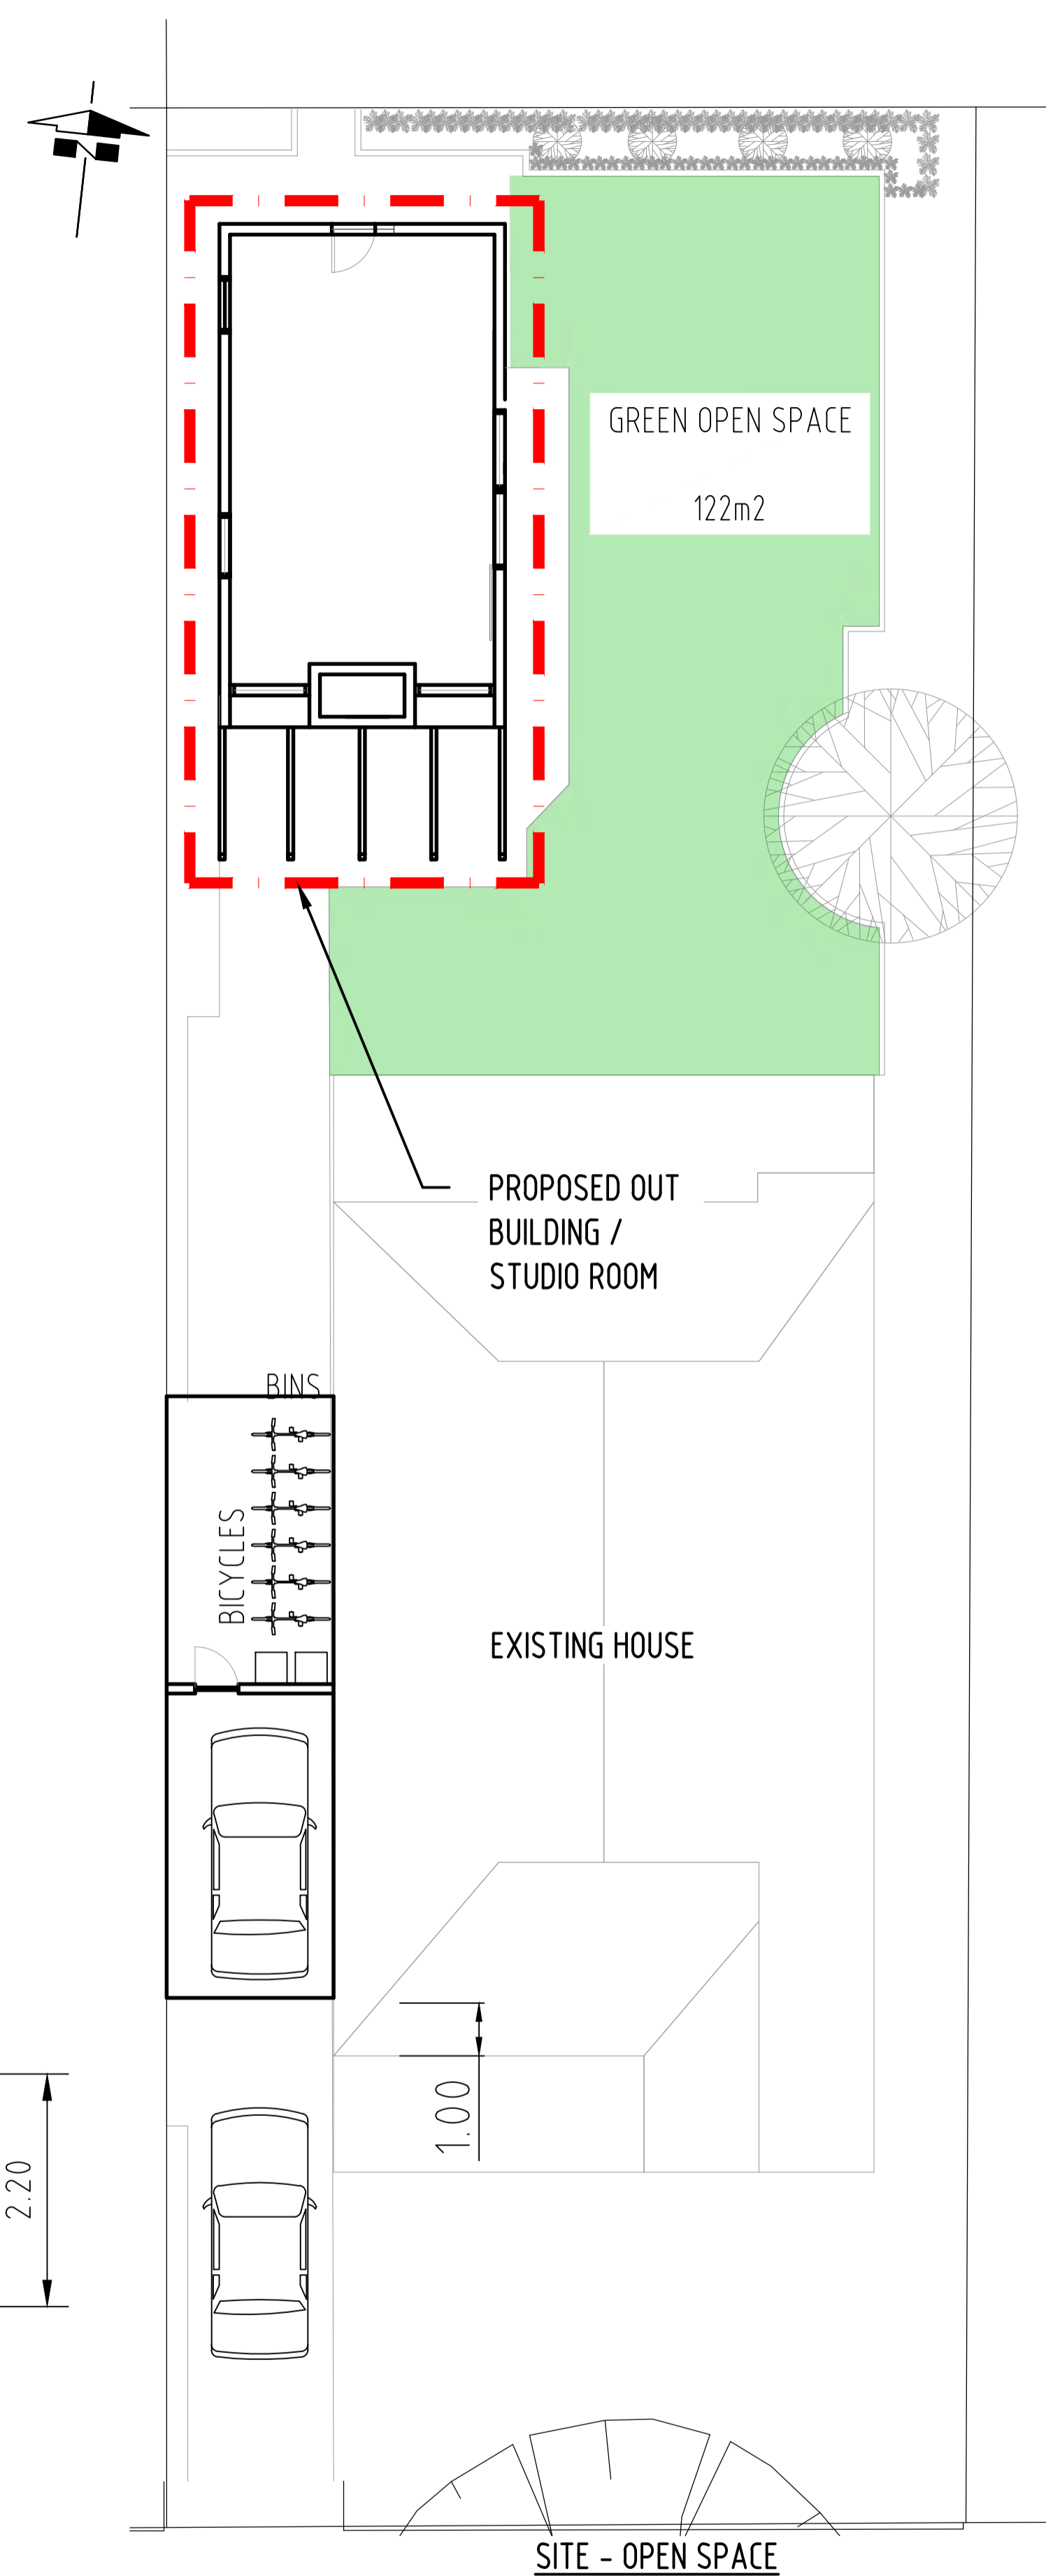 GREEN OPEN SPACE
122m2
PROPOSED OUT
BUILDING /
STUDIO ROOM
BINS
BICYCLES
EXISTING HOUSE
1.00
2.20
SITE - OPEN SPACE